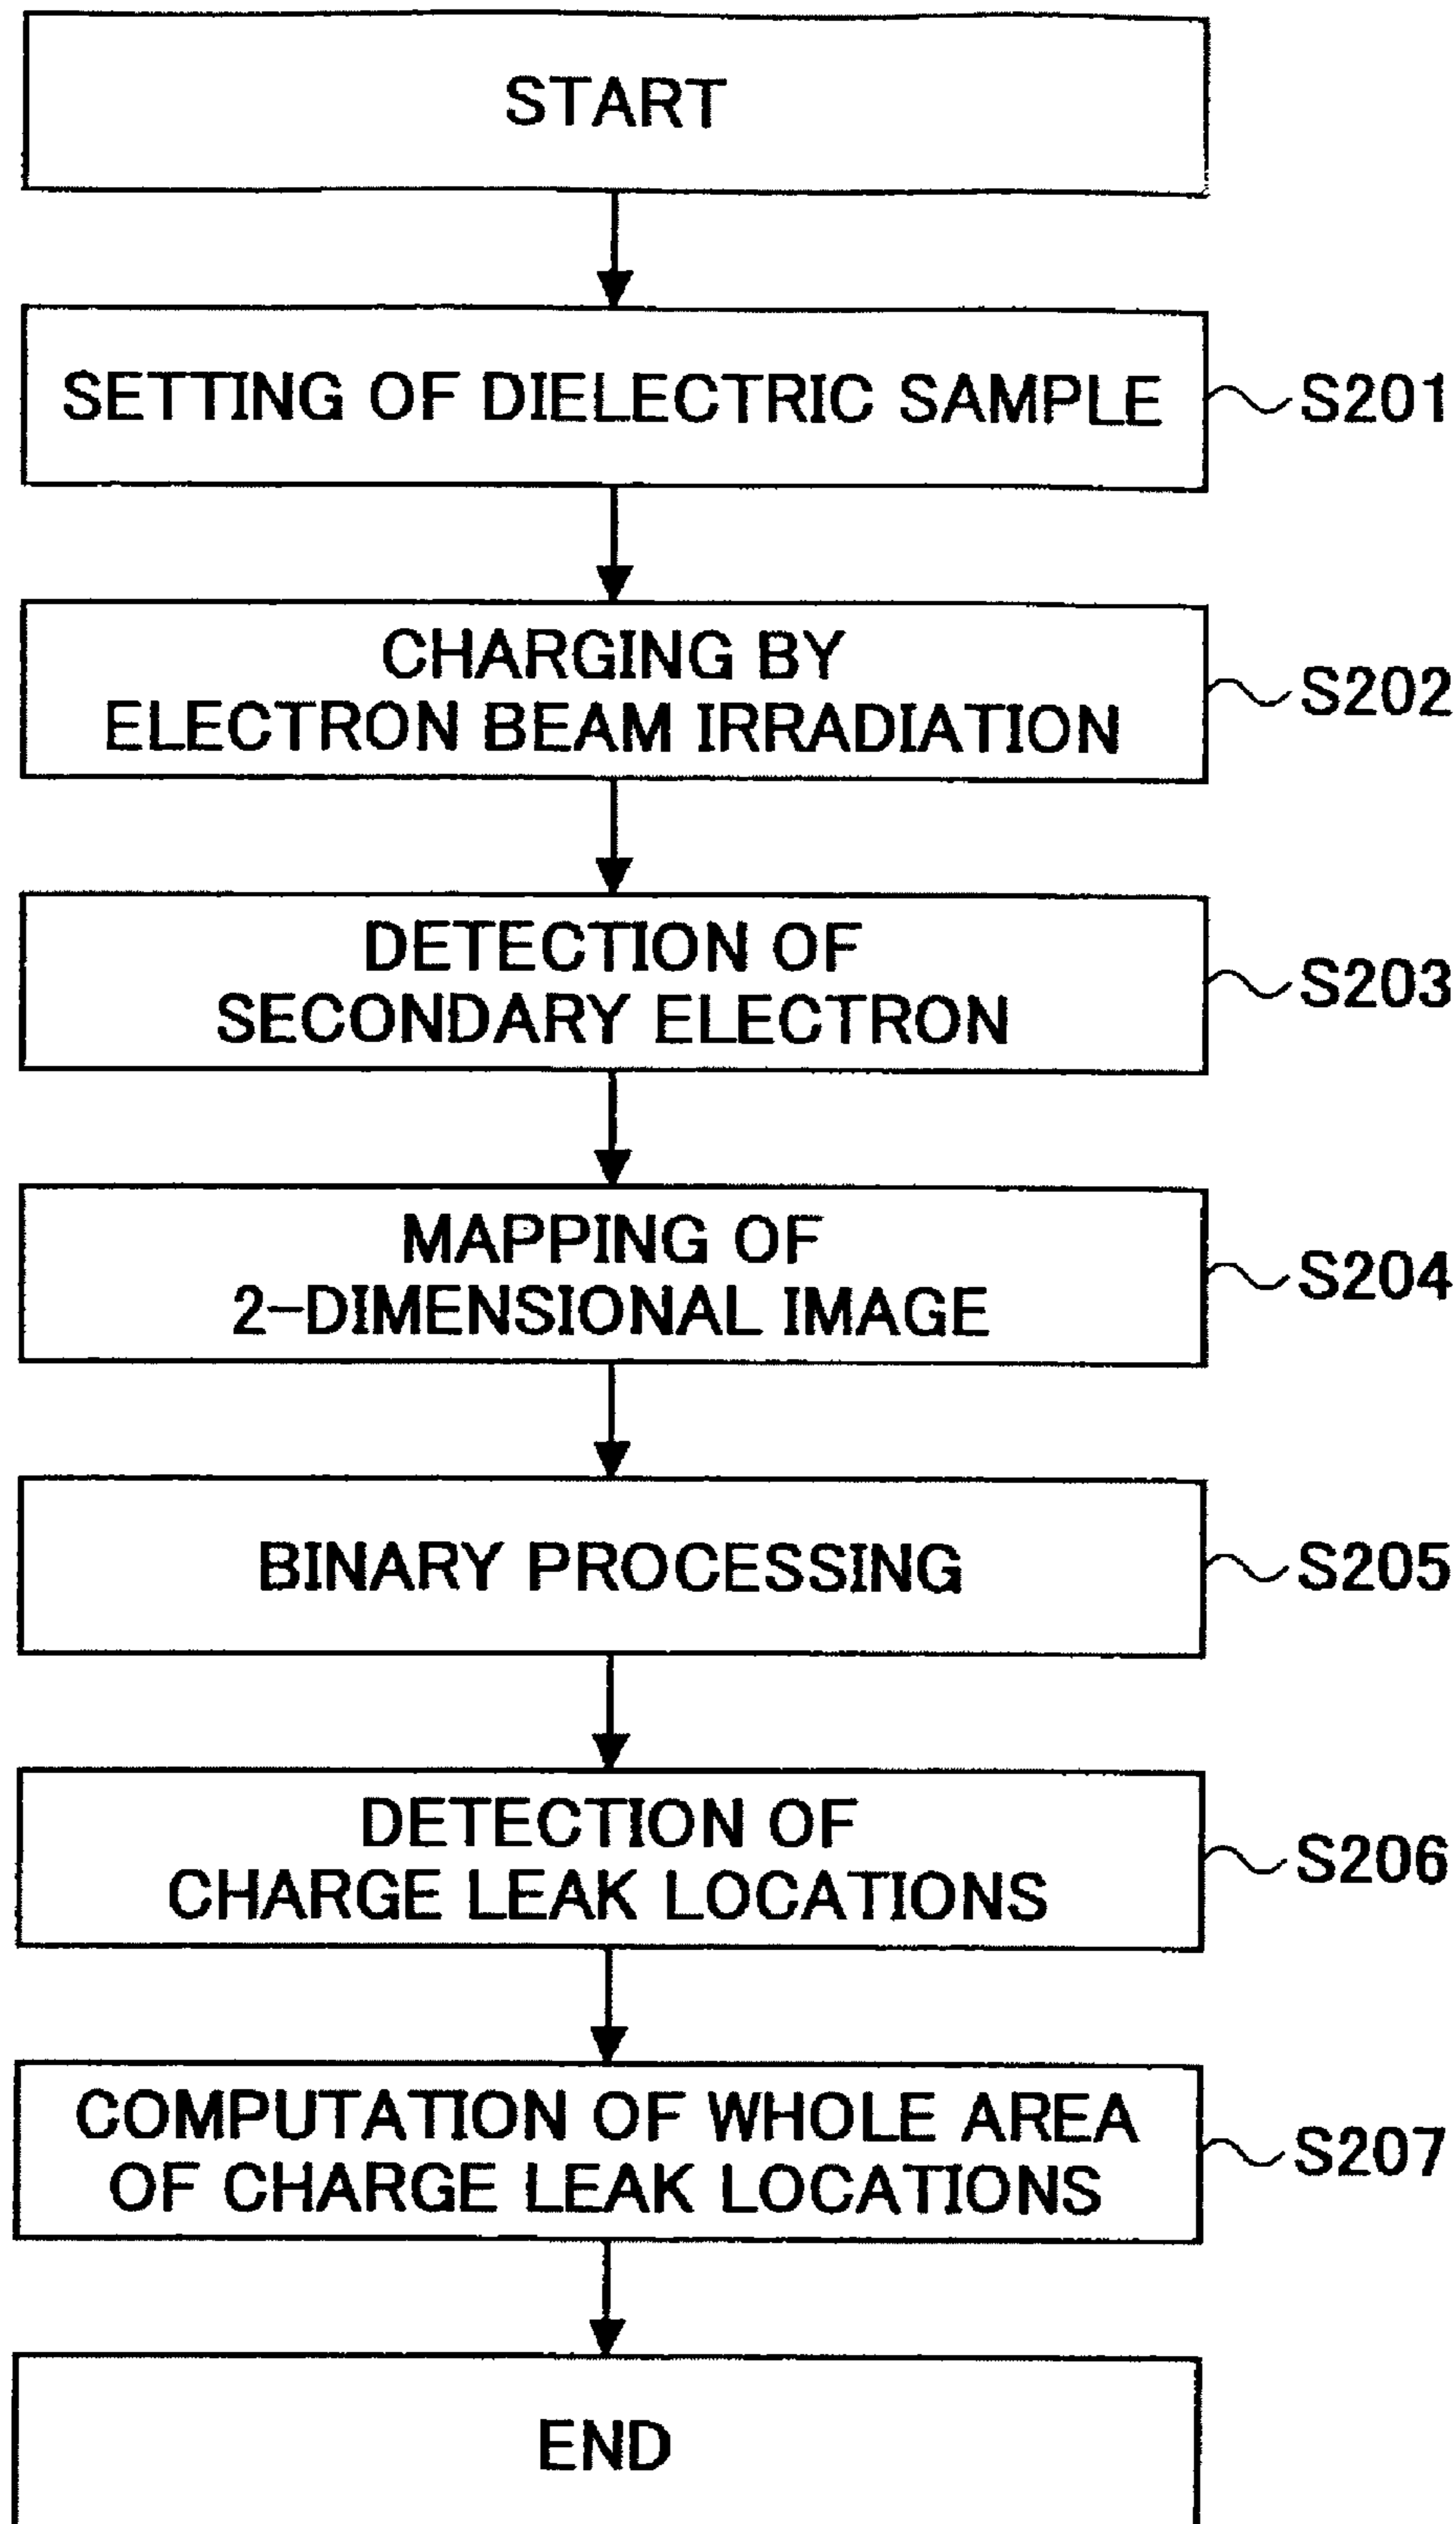 START
SETTING OF DIELECTRIC SAMPLE
S201
CHARGING BY
ELECTRON BEAM IRRADIATION
S202
DETECTION OF
SECONDARY ELECTRON
S203
MAPPING OF
2-DIMENSIONAL IMAGE
S204
BINARY PROCESSING
S205
DETECTION OF
CHARGE LEAK LOCATIONS
S206
COMPUTATION OF WHOLE AREA
OF CHARGE LEAK LOCATIONS
S207
END